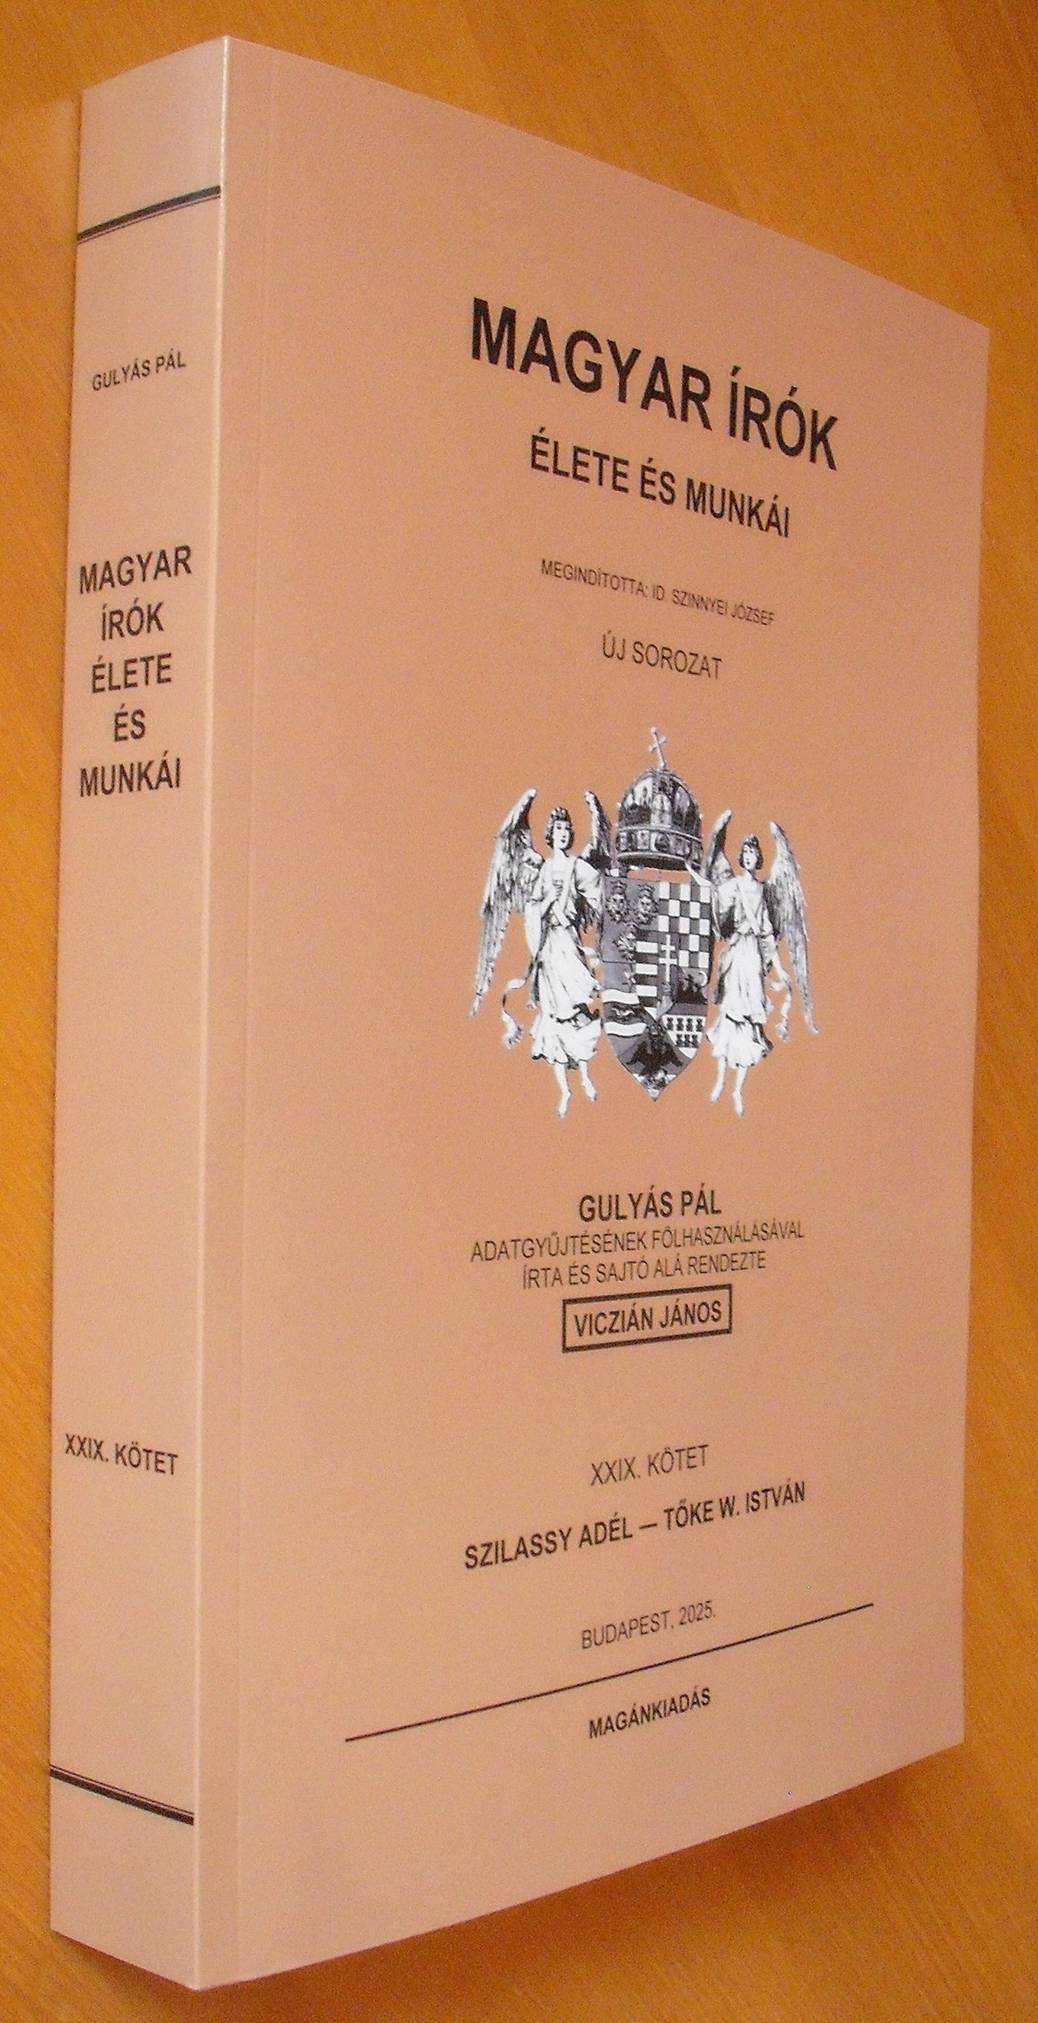 GULYÁS PÁL
MAGYAR
ÍRÓK
ÉLETE
ÉS
MUNKÁI
XXIX. KÖTET
MAGYAR ÍRÓK
ÉLETE ÉS MUNKÁI
MEGINDÍTOTTA: ID. SZINNYEI JÓZSEF
ÚJ SOROZAT
GULYÁS PÁL
ADATGYŰJTÉSÉNEK FÖLHASZNÁLÁSÁVAL
ÍRTA ÉS SAJTÓ ALÁ RENDEZTE
VICZIÁN JÁNOS
XXIX. KÖTET
SZILASSY ADÉL — TŐKE W. ISTVÁN
BUDAPEST, 2025.
MAGÁNKIADÁS